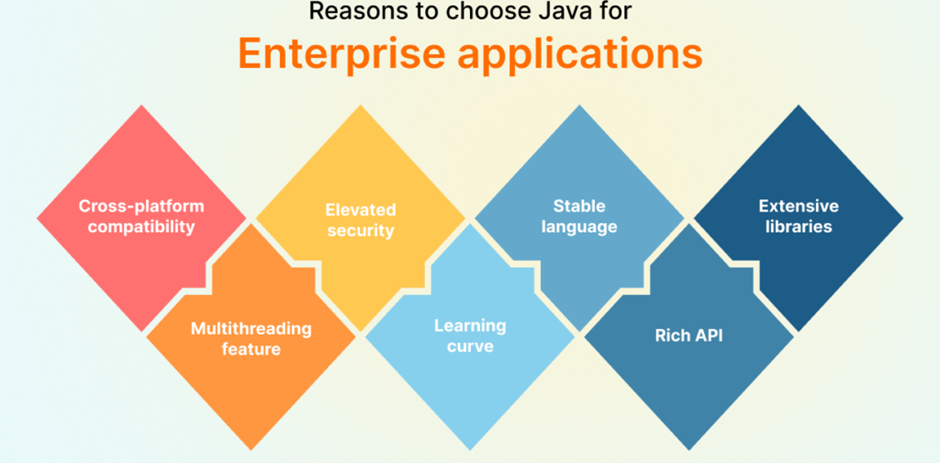 Reasons to choose Java for
Enterprise applications
Cross-platform
compatibility
Elevated
security
Stable
language
Extensive
libraries
Multithreading
feature
Learning
curve
Rich API